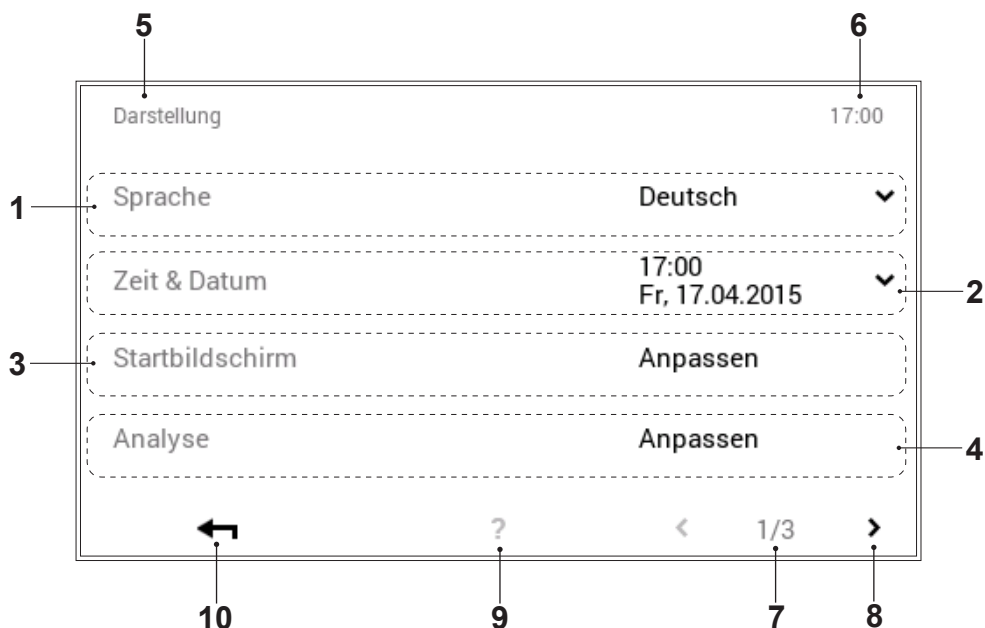 5 6
Darstellung 17:00
1 Sprache Deutsch
Zeit & Datum 17:00
Fr, 17.04.2015 2
3 Startbildschirm Anpassen
Analyse Anpassen 4
? < 1/3 >
10 9 7 8